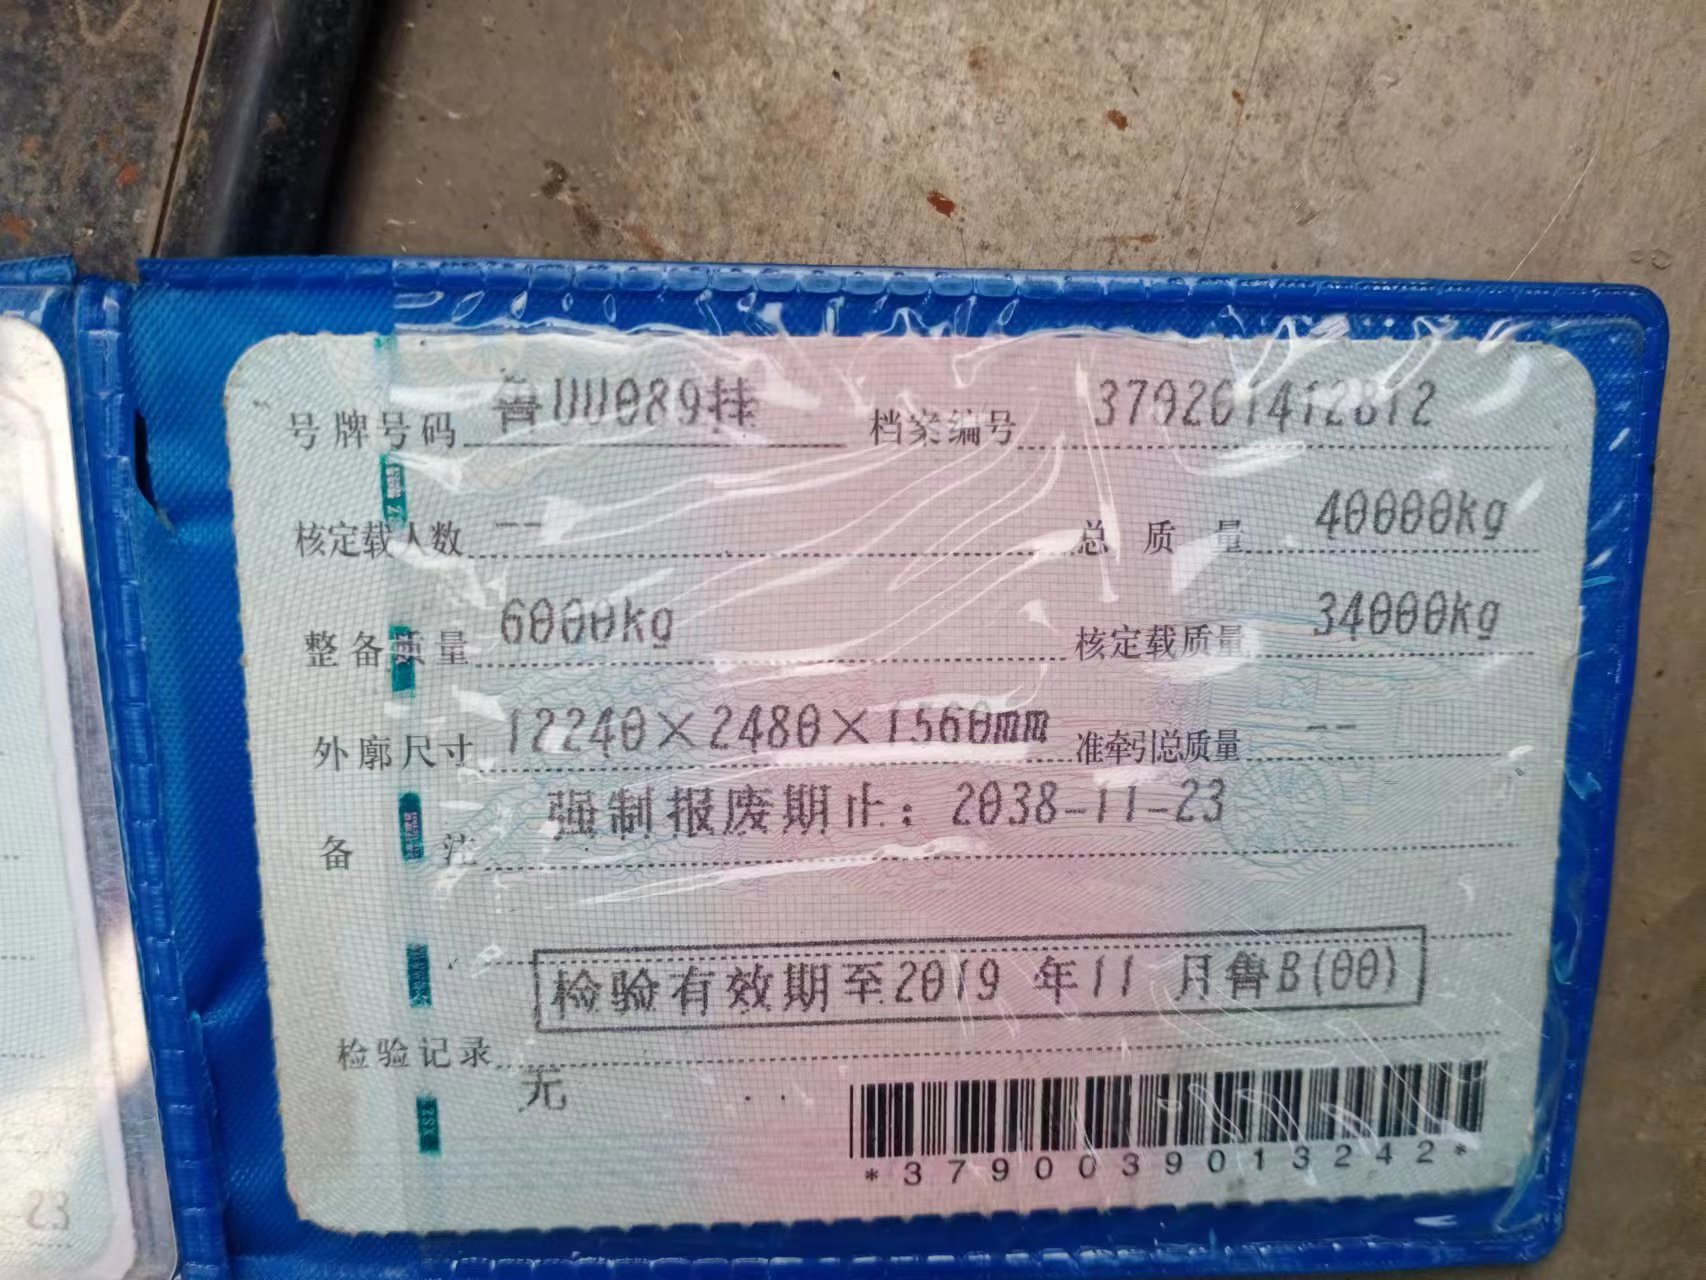 号牌号码 鲁UU089挂 档案编号 370201412812
核定载人数 -- 总质量 40000kg
整备质量 6000kg 核定载质量 34000kg
外廓尺寸 12240×2480×1560mm 准牵引总质量 --
备注 强制报废期止：2038-11-23
检验有效期至2019 年11 月鲁B(00)
检验记录
无
*3790039013242*
23